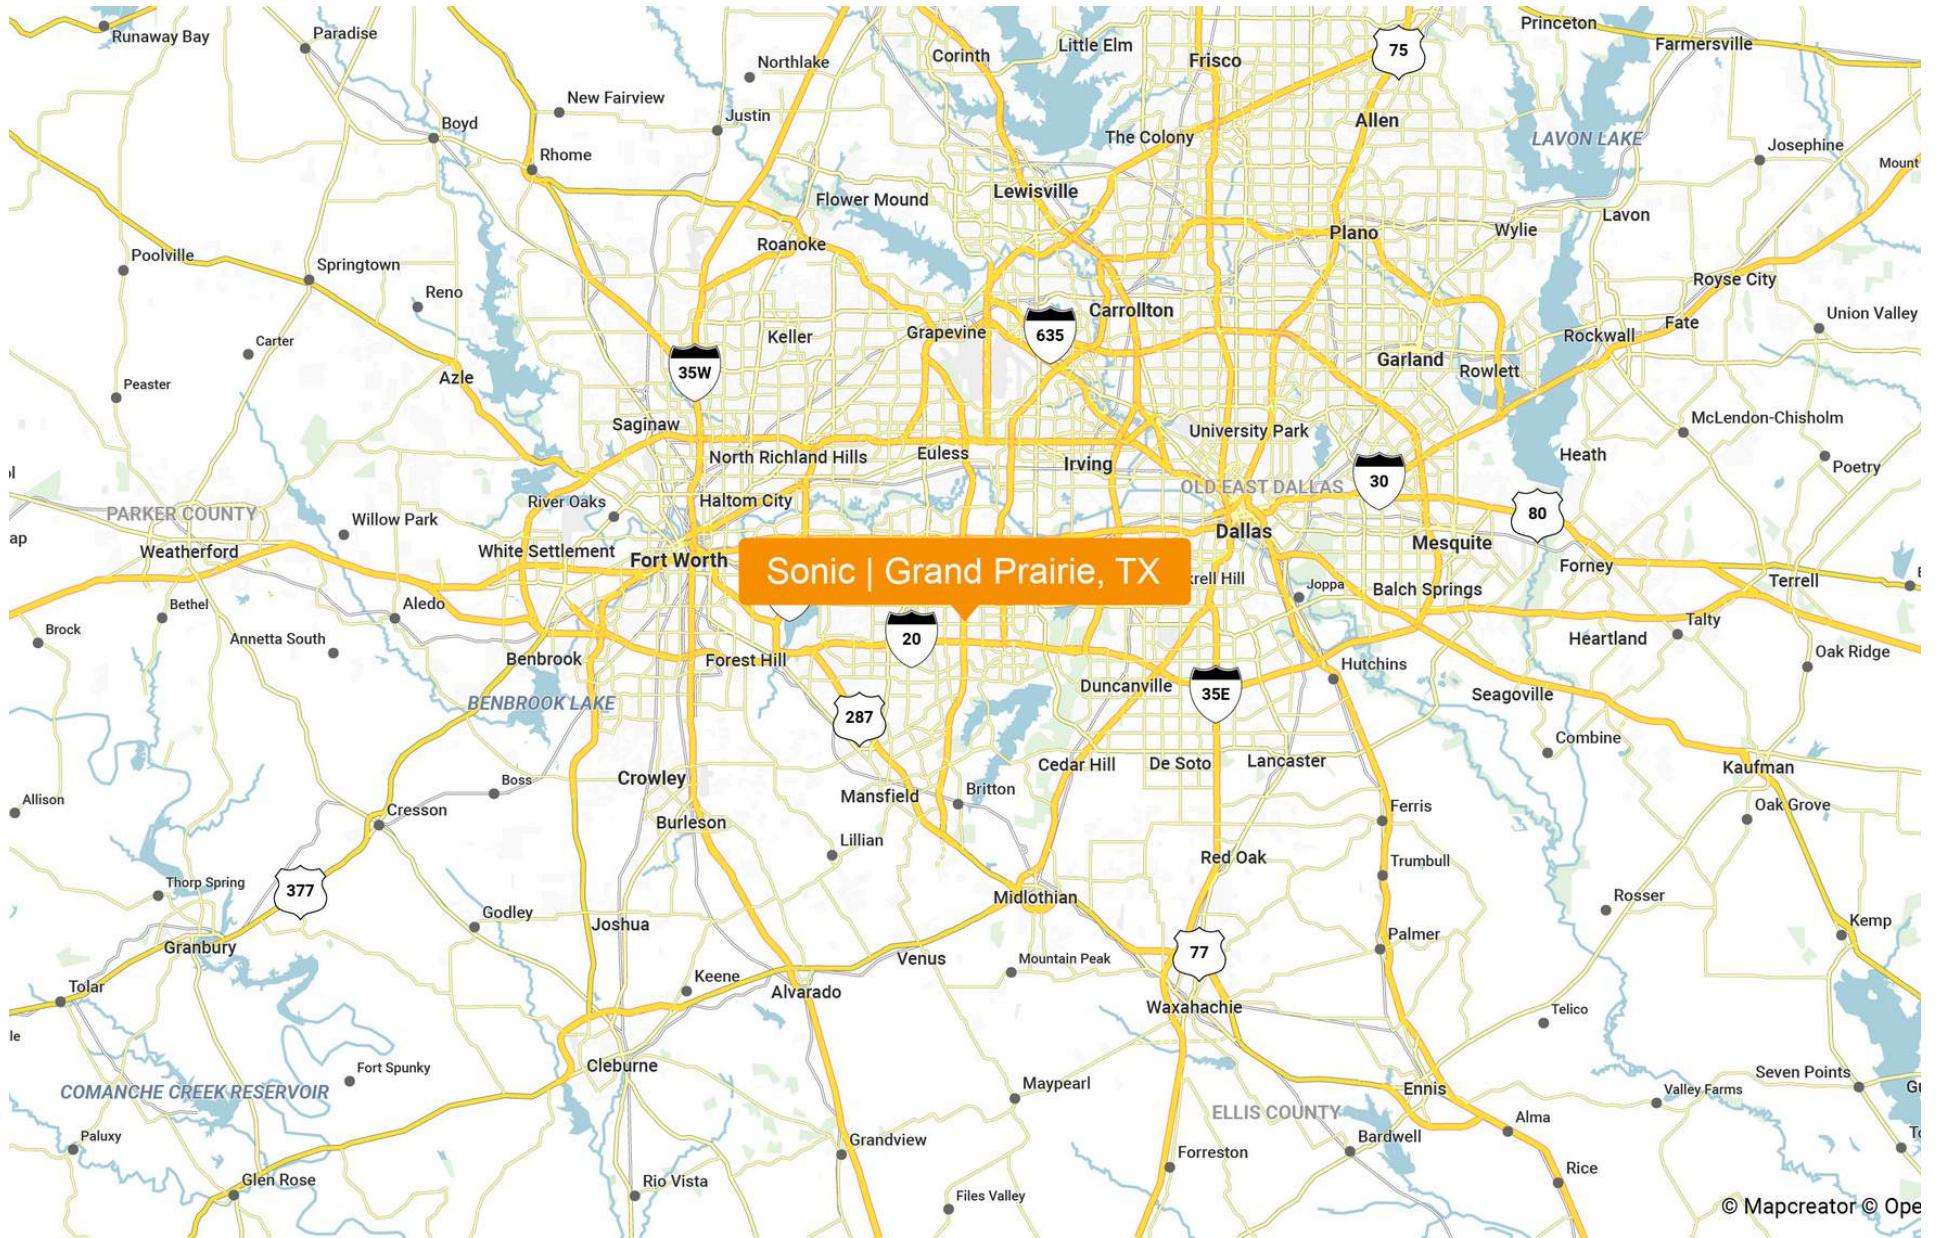 Runaway Bay
Paradise
Northlake
Corinth
Little Elm
Frisco
75
Princeton
Farmersville
New Fairview
Justin
Boyd
The Colony
Allen
LAVON LAKE
Josephine
Rhome
Mount
Lewisville
Flower Mound
Lavon
Roanoke
Plano
Wylie
Poolville
Springtown
Royse City
Reno
Carrollton
Union Valley
Carter
Keller
Grapevine
635
Rockwall
Fate
Peaster
Azle
35W
Garland
Rowlett
Saginaw
University Park
McLendon-Chisholm
North Richland Hills
Euless
Irving
Heath
Poetry
River Oaks
Haltom City
OLD EAST DALLAS
30
PARKER COUNTY
Willow Park
80
ap
Weatherford
White Settlement
Fort Worth
Dallas
Mesquite
Sonic | Grand Prairie, TX
krell Hill
Forney
Joppa
Balch Springs
Terrell
Bethel
Aledo
Brock
Annetta South
20
Heartland
Talty
Benbrook
Forest Hill
Hutchins
Oak Ridge
BENBROOK LAKE
287
Duncanville
35E
Seagoville
Combine
Crowley
Boss
Cedar Hill
De Soto
Lancaster
Kaufman
Allison
Cresson
Mansfield
Britton
Ferris
Oak Grove
Burleson
Lillian
Red Oak
Trumbull
Thorp Spring
377
Midlothian
Rosser
Godley
Joshua
Kemp
Granbury
Venus
Mountain Peak
77
Palmer
Tolar
Keene
Alvarado
Waxahachie
Telico
le
Fort Spunky
Cleburne
COMANCHE CREEK RESERVOIR
Maypearl
Ennis
Seven Points
Valley Farms
ELLIS COUNTY
Alma
Paluxy
Grandview
Bardwell
Glen Rose
Rio Vista
Forreston
Rice
Files Valley
© Mapcreator © Ope